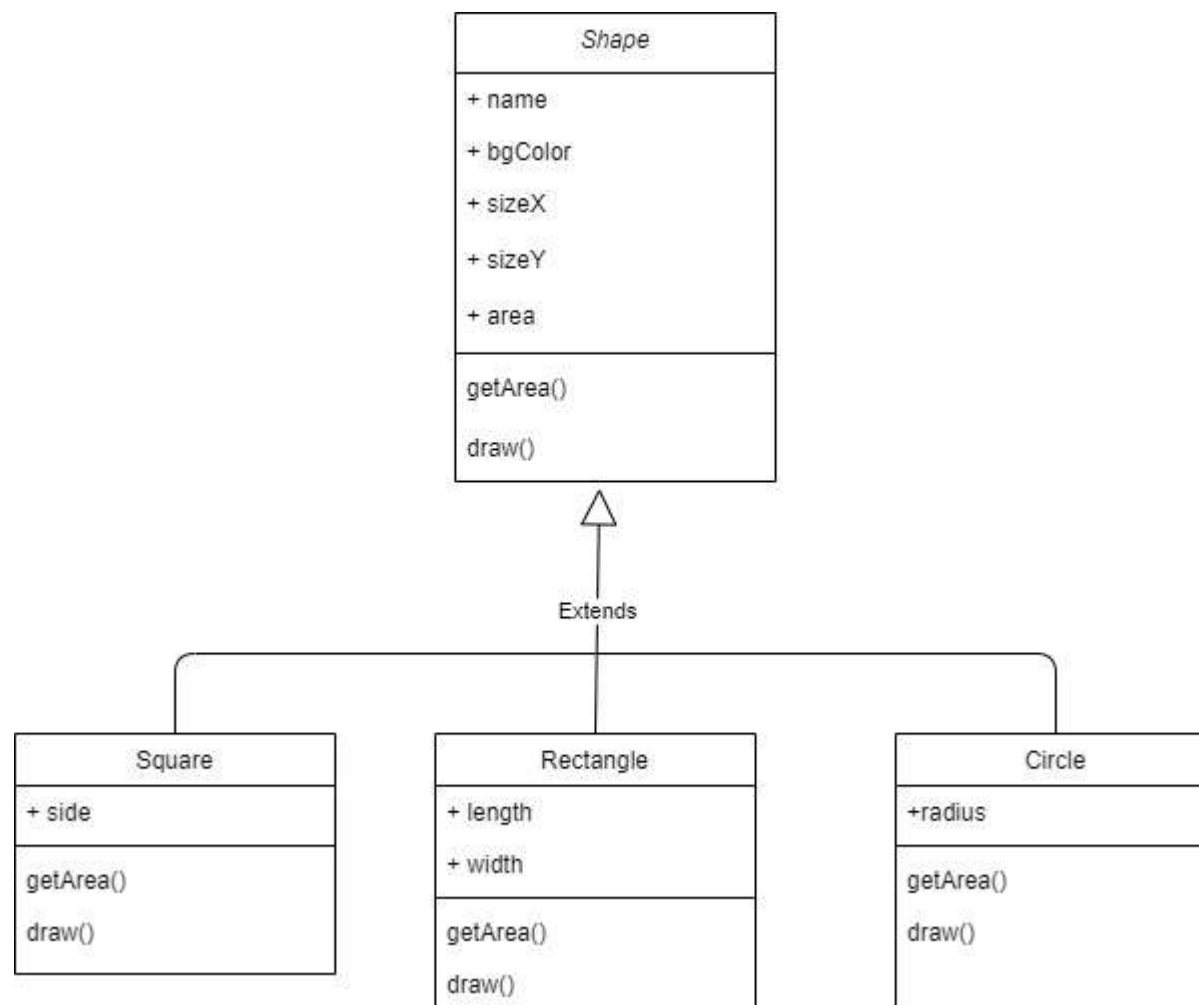 Shape
+ name
+ bgColor
+ sizeX
+ sizeY
+ area
getArea()
draw()
Extends
Square
+ side
getArea()
draw()
Rectangle
+ length
+ width
getArea()
draw()
Circle
+radius
getArea()
draw()